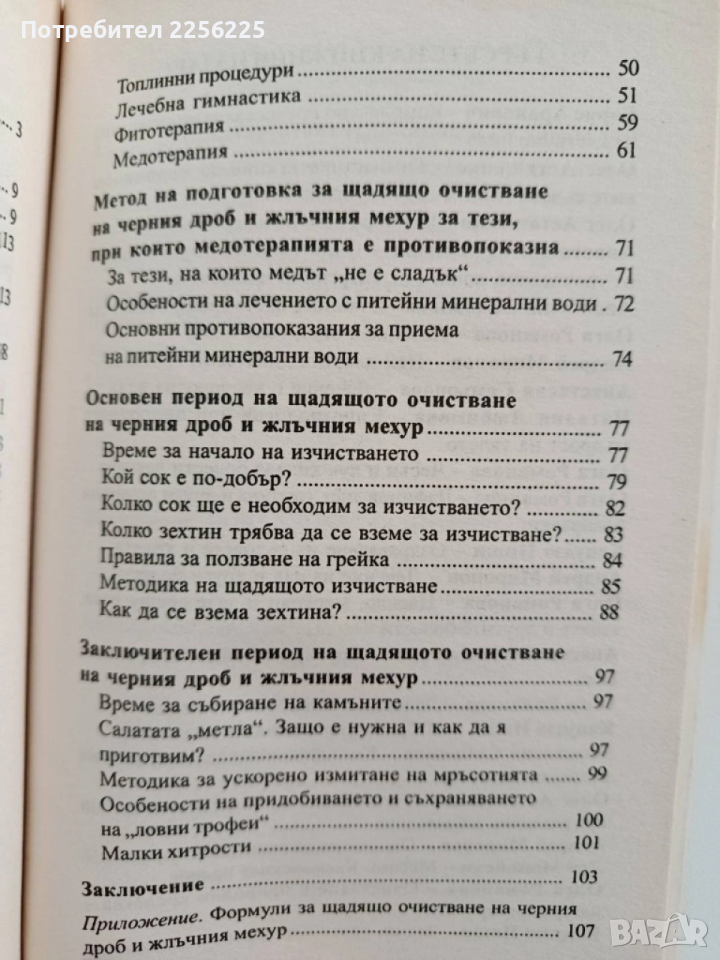 Потребител 2256225
Топлинни процедури 50
Лечебна гимнастика 51
Фитотерапия 59
Медотерапия 61
Метод на подготовка за щадящо очистване
на черния дроб и жлъчния мехур за тези,
при които медотерапията е противопоказна 71
За тези, на които медът „не е сладък“ 71
Особености на лечението с питейни минерални води . 72
Основни противопоказания за приема
на питейни минерални води 74
Основен период на щадящото очистване
на черния дроб и жлъчния мехур 77
Време за начало на изчистването 77
Кой сок е по-добър? 79
Колко сок ще е необходим за изчистването? 82
Колко зехтин трябва да се вземе за изчистване? 83
Правила за ползване на грейка 84
Методика на щадящото изчистване 85
Как да се взема зехтина? 88
Заключителен период на щадящото очистване
на черния дроб и жлъчния мехур 97
Време за събиране на камъните 97
Салатата „метла“. Защо е нужна и как да я
приготвим? 97
Методика за ускорено измитане на мръсотията 99
Особености на придобиването и съхраняването
на „ловни трофеи“ 100
Малки хитрости 101
Заключение 103
Приложение. Формули за щадящо очистване на черния
дроб и жлъчния мехур 107
3
9
9
BAZAR